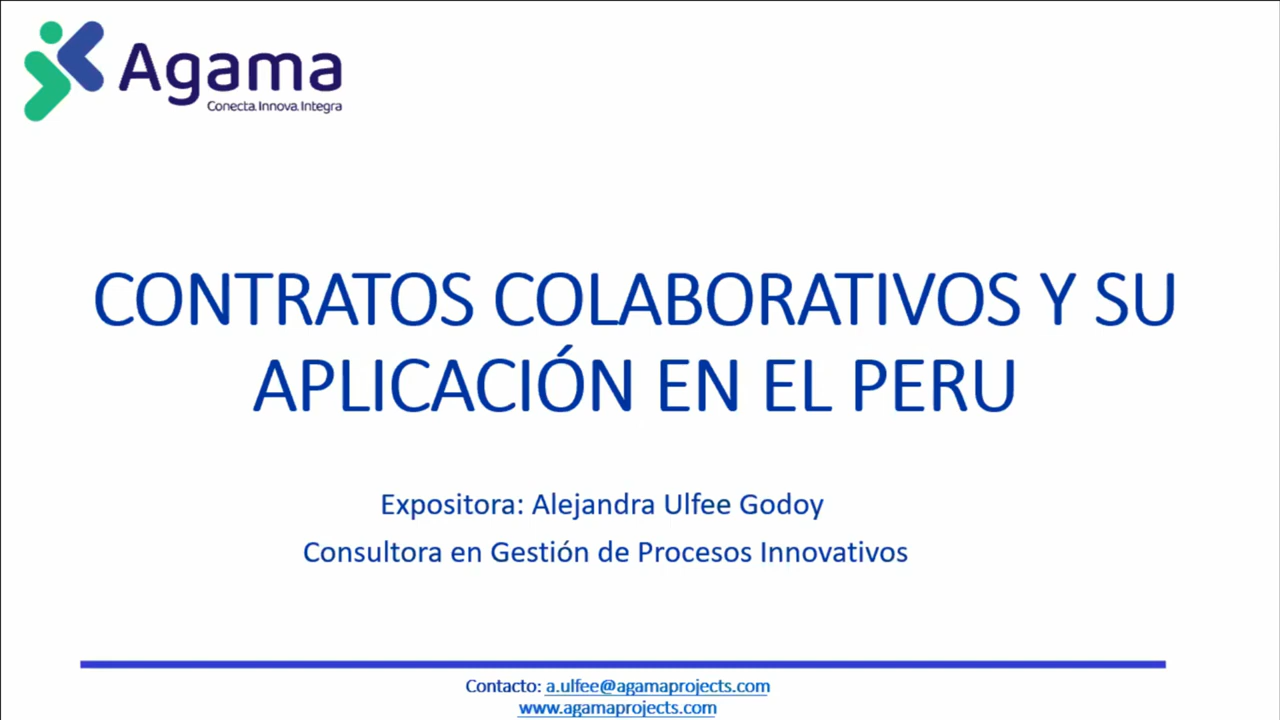 Agama
Conecta.Innova.Integra
CONTRATOS COLABORATIVOS Y SU
APLICACIÓN EN EL PERU
Expositora: Alejandra Ulfee Godoy
Consultora en Gestión de Procesos Innovativos
Contacto: a.ulfee@agamaprojects.com
www.agamaprojects.com